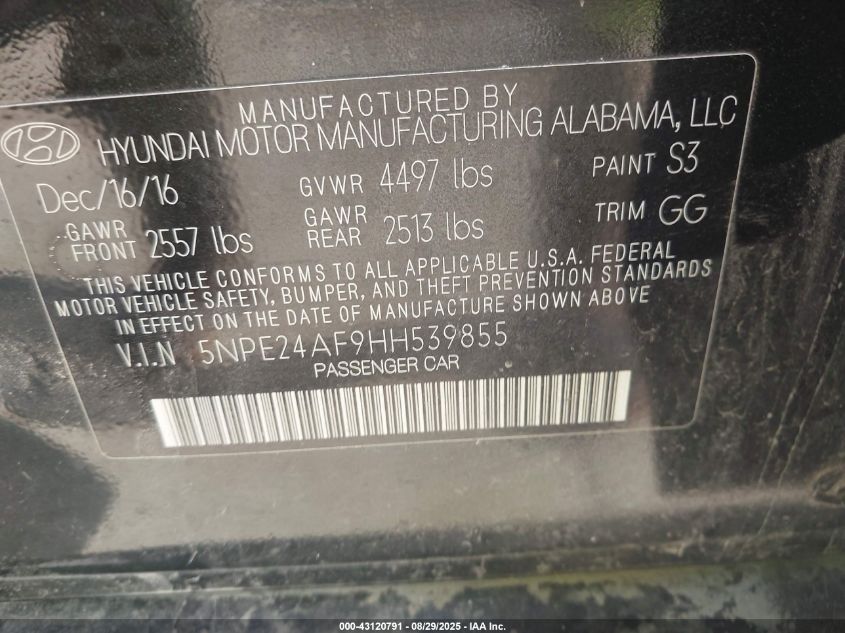 MANUFACTURED BY
HYUNDAI MOTOR MANUFACTURING ALABAMA, LLC
Dec/16/16 GVWR 4497 lbs PAINT S3
GAWR FRONT 2557 lbs GAWR REAR 2513 lbs TRIM GG
THIS VEHICLE CONFORMS TO ALL APPLICABLE U.S.A. FEDERAL
MOTOR VEHICLE SAFETY, BUMPER, AND THEFT PREVENTION STANDARDS
IN EFFECT ON THE DATE OF MANUFACTURE SHOWN ABOVE
V.I.N 5NPE24AF9HH539855
PASSENGER CAR
000-43120791 - 08/29/2025 - IAA Inc.